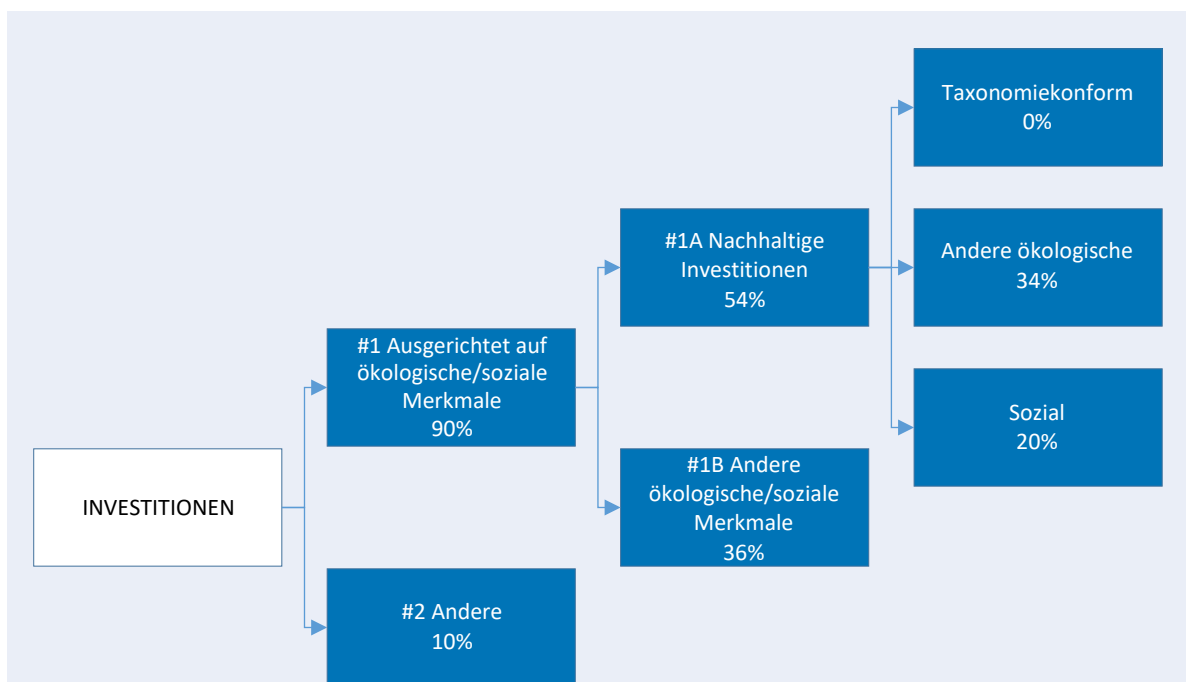 INVESTITIONEN
#1 Ausgerichtet auf
ökologische/soziale
Merkmale
90%
#2 Andere
10%
#1A Nachhaltige
Investitionen
54%
#1B Andere
ökologische/soziale
Merkmale
36%
Taxonomiekonform
0%
Andere ökologische
34%
Sozial
20%